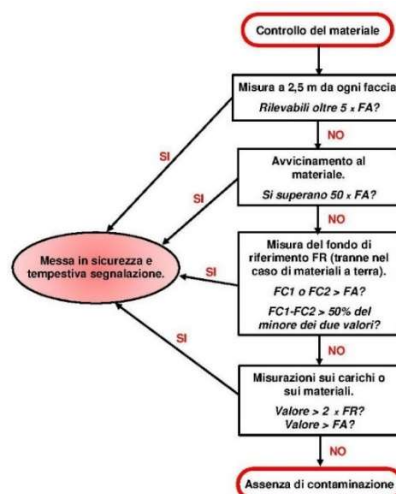 Controllo del materiale
Misura a 2,5 m da ogni faccia
Rilevabili oltre 5 x FA?
SI
NO
Avvicinamento al
materiale.
Si superano 50 x FA?
SI
NO
Messa in sicurezza e
tempestiva segnalazione.
Misura del fondo di
riferimento FR (tranne nel
caso di materiali a terra).
FC1 o FC2 > FA?
FC1-FC2 > 50% del
minore dei due valori?
SI
NO
Misurazioni sui carichi o
sui materiali.
Valore > 2 x FR?
Valore > FA?
SI
NO
Assenza di contaminazione